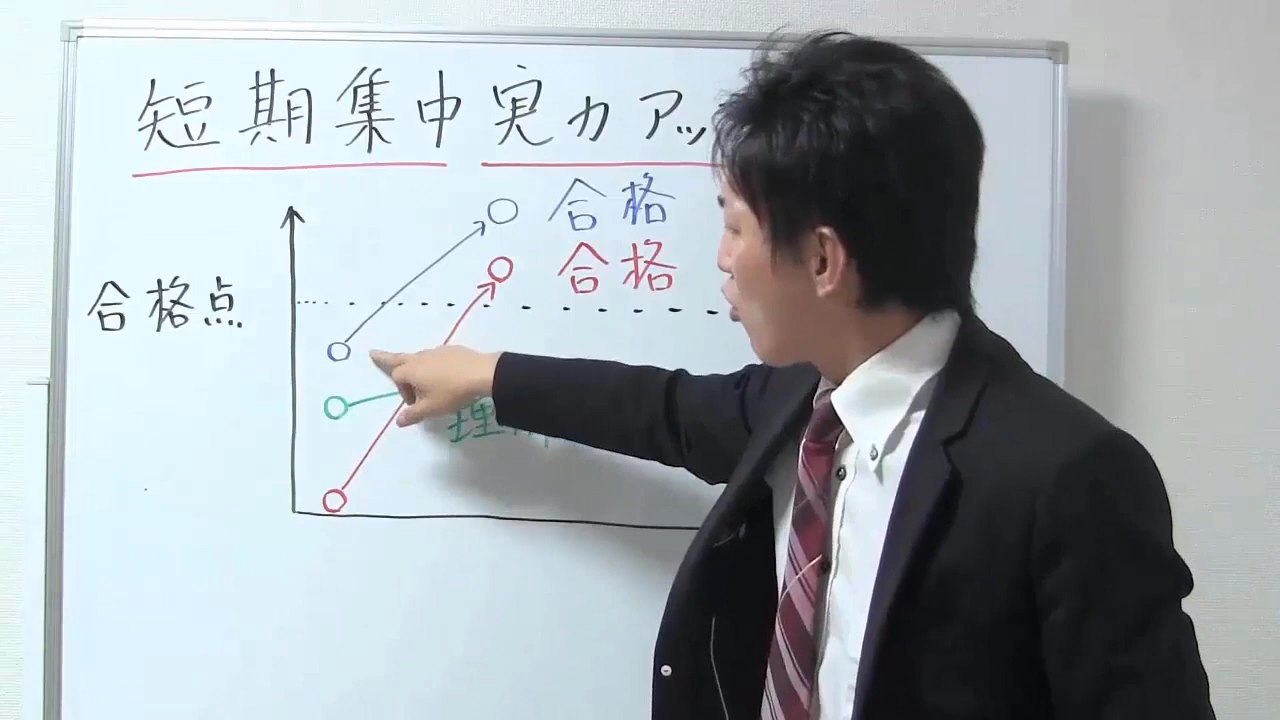 短期集中実力アッ
合格
合格
合格点
理